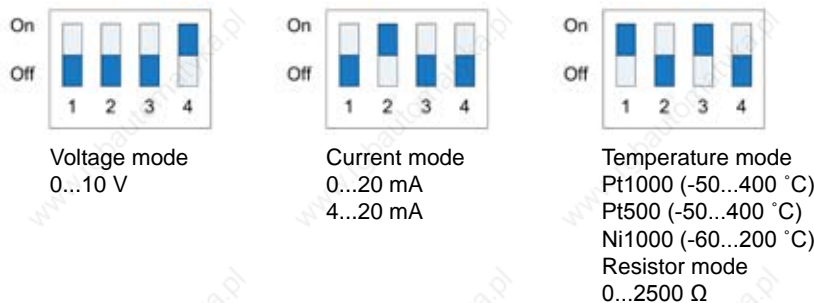 On
Off
1 2 3 4
Voltage mode
0...10 V
On
Off
1 2 3 4
Current mode
0...20 mA
4...20 mA
On
Off
1 2 3 4
Temperature mode
Pt1000 (-50...400 ˚C)
Pt500 (-50...400 ˚C)
Ni1000 (-60...200 ˚C)
Resistor mode
0...2500 Ω